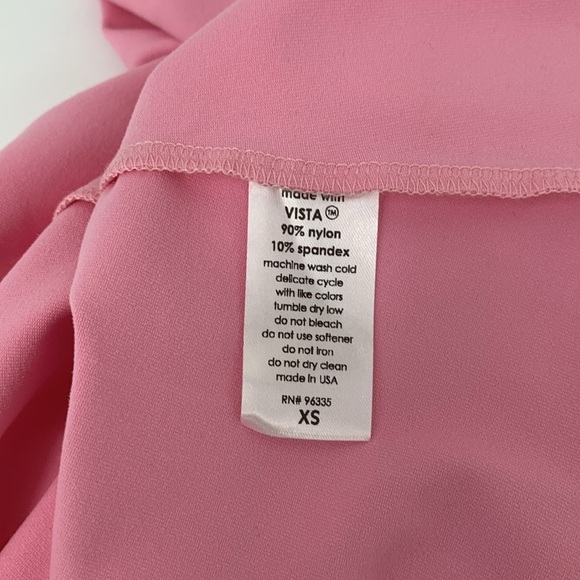 made with
VISTA™
90% nylon
10% spandex
machine wash cold
delicate cycle
with like colors
tumble dry low
do not bleach
do not use softener
do not iron
do not dry clean
made in USA
RN# 96335
XS